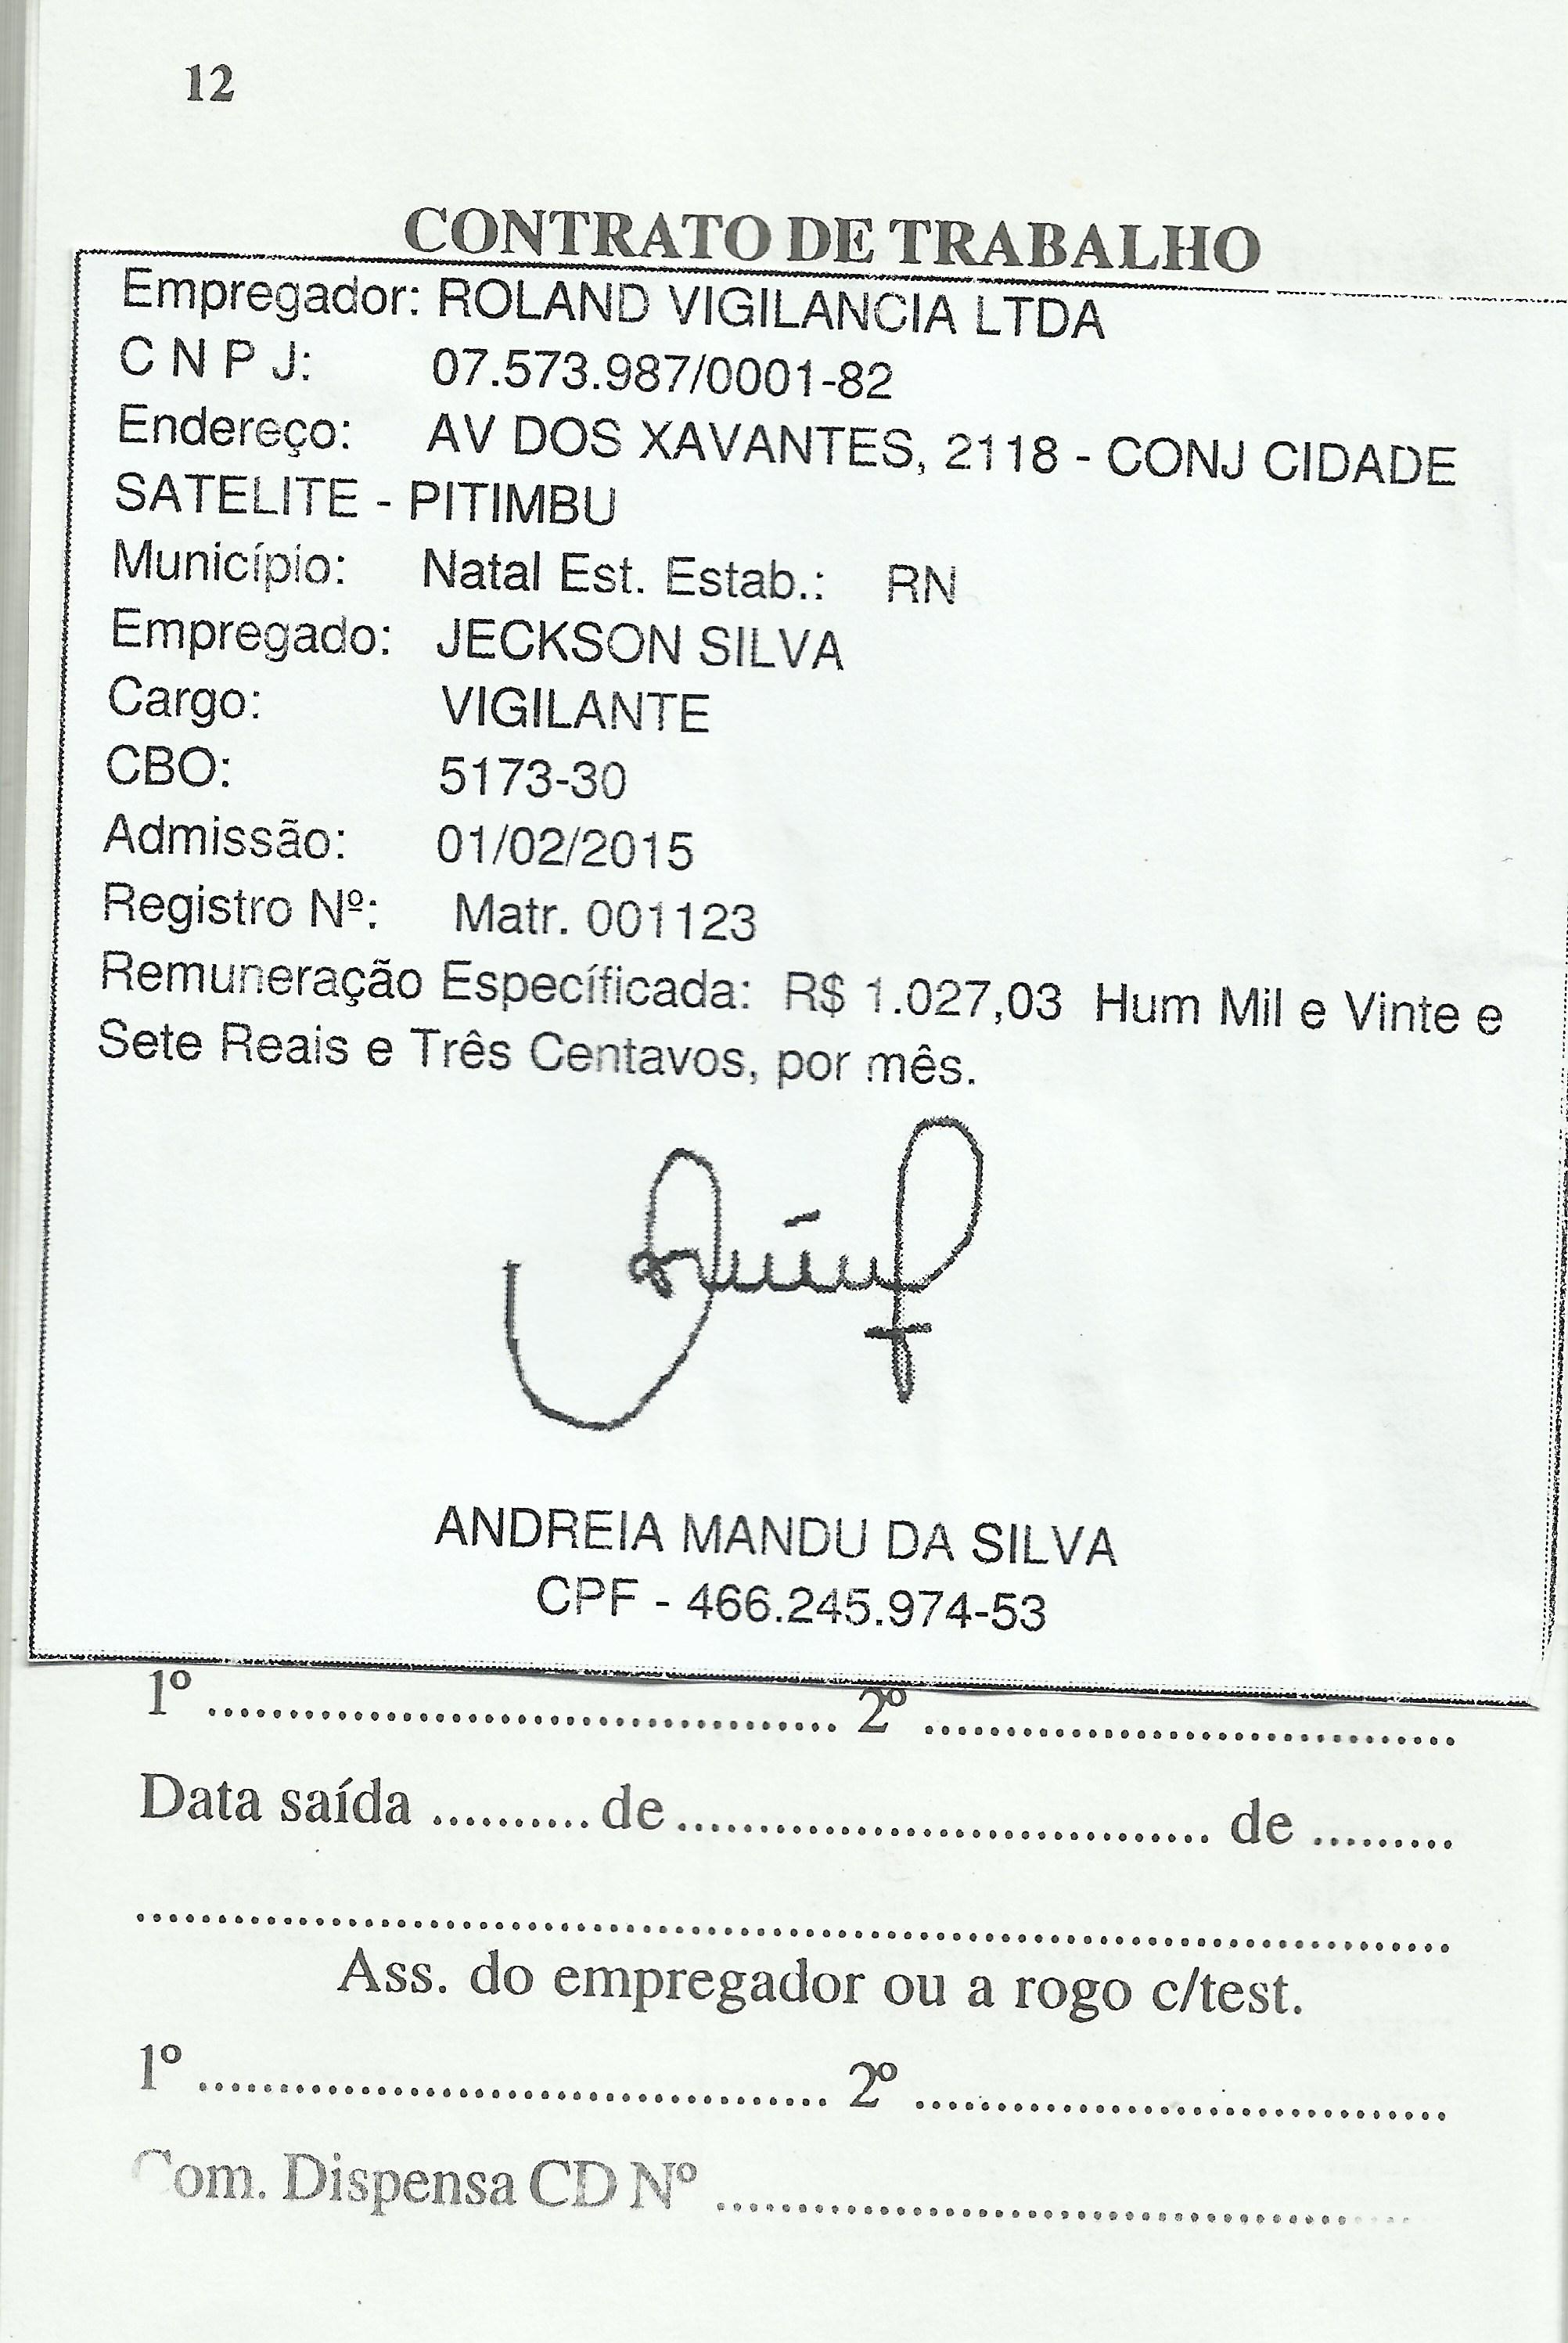 12
CONTRATO DE TRABALHO
Empregador: ROLAND VIGILANCIA LTDA
C N P J: 07.573.987/0001-82
Endereço: AV DOS XAVANTES, 2118 - CONJ CIDADE
SATELITE - PITIMBU
Município: Natal Est. Estab.: RN
Empregado: JECKSON SILVA
Cargo: VIGILANTE
CBO: 5173-30
Admissão: 01/02/2015
Registro Nº: Matr. 001123
Remuneração Específicada: R$ 1.027,03 Hum Mil e Vinte e
Sete Reais e Três Centavos, por mês.
ANDREIA MANDU DA SILVA
CPF - 466.245.974-53
1º ........................................ 2º ..................................
Data saída .......... de .................................. de .........
....................................................................................
Ass. do empregador ou a rogo c/test.
1º ........................................ 2º ..................................
Com. Dispensa CD Nº ............................................